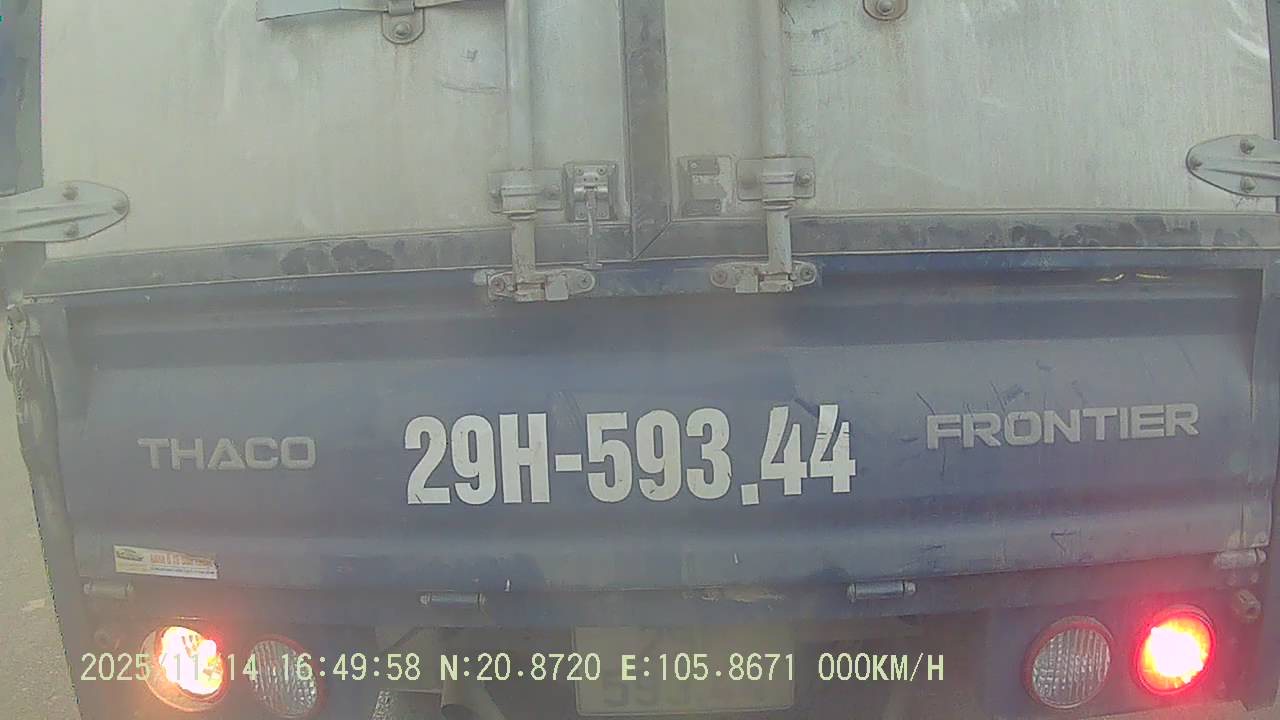 THACO 29H-593.44 FRONTIER
2025/11/14 16:49:58 N:20.8720 E:105.8671 000KM/H